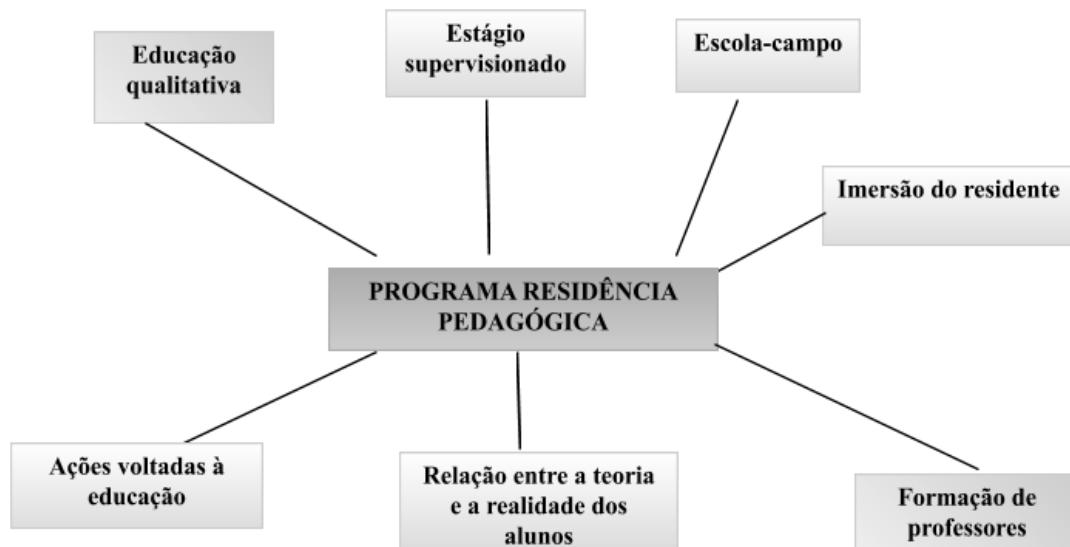 Educação
qualitativa
Estágio
supervisionado
Escola-campo
Imersão do residente
PROGRAMA RESIDÊNCIA
PEDAGÓGICA
Ações voltadas à
educação
Relação entre a teoria
e a realidade dos
alunos
Formação de
professores